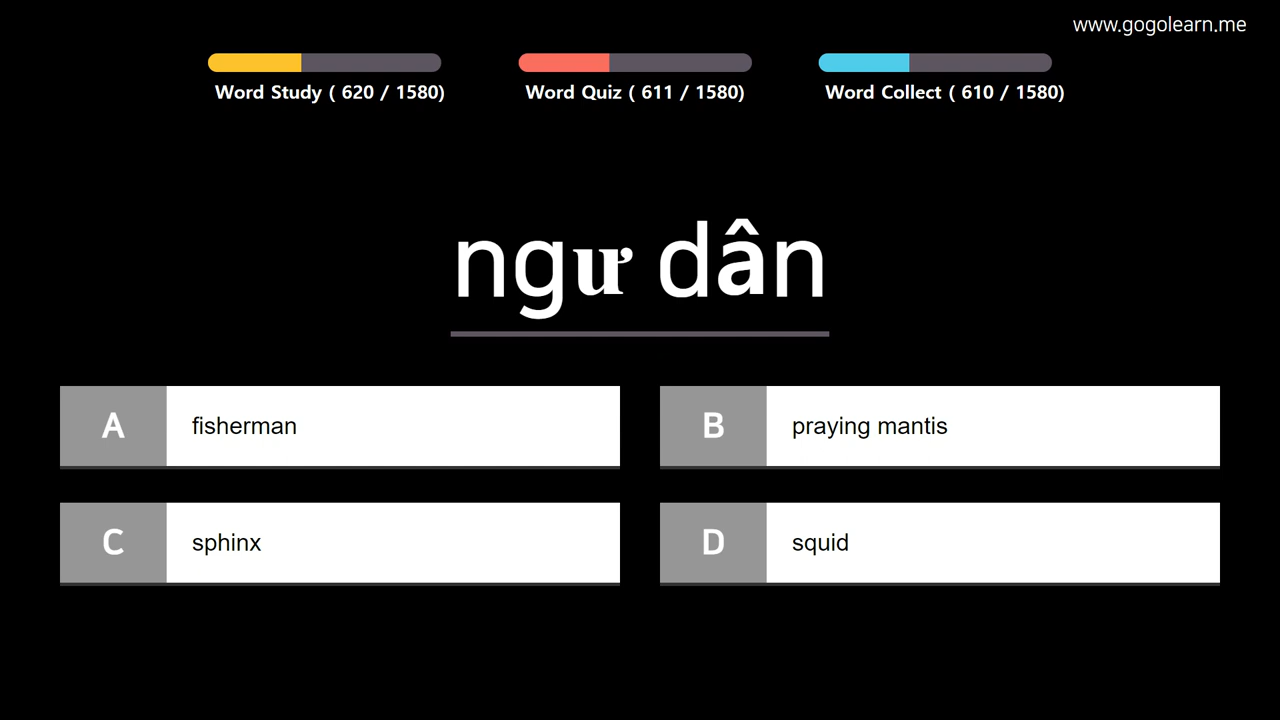 www.gogolearn.me
Word Study ( 620 / 1580)
Word Quiz ( 611 / 1580)
Word Collect ( 610 / 1580)
ngư dân
A fisherman
B praying mantis
C sphinx
D squid